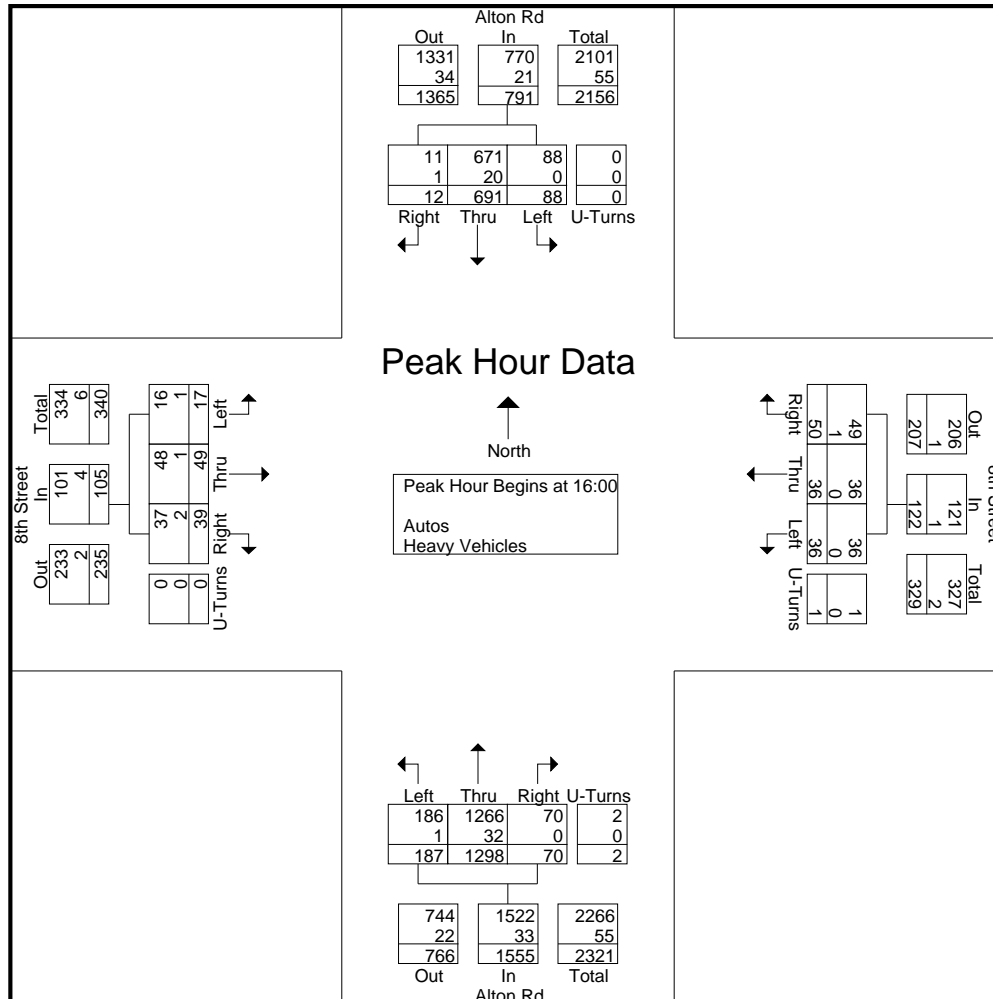 Alton Rd
Out In Total
1331 770 2101
34 21 55
1365 791 2156
11 671 88 0
1 20 0 0
12 691 88 0
Right Thru Left U-Turns
Peak Hour Data
North
Peak Hour Begins at 16:00
Autos
Heavy Vehicles
8th Street
Total In Out
334 101 233
6 4 2
340 105 235
16 48 37 0
1 1 2 0
17 49 39 0
Left Thru Right U-Turns
Right Thru Left U-Turns
49 36 36 1
1 0 0 0
50 36 36 1
Out In Total
206 121 327
1 1 2
207 122 329
Street
Left Thru Right U-Turns
186 1266 70 2
1 32 0 0
187 1298 70 2
744 1522 2266
22 33 55
766 1555 2321
Out In Total
Alton Rd